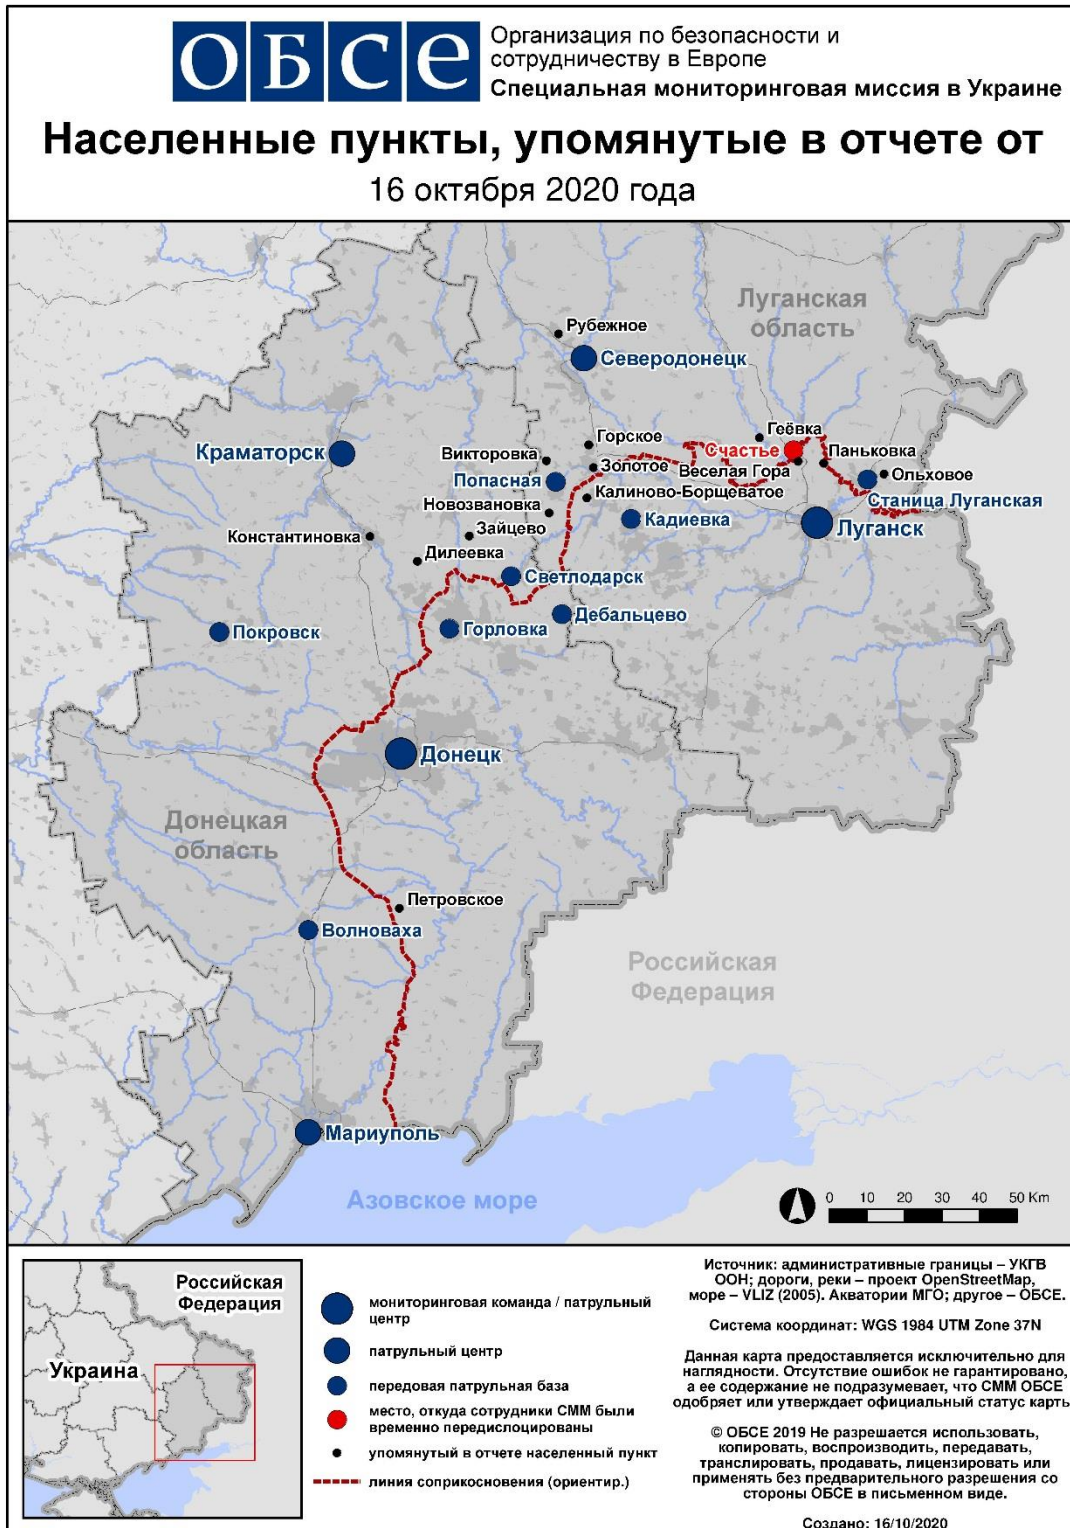 ОБСЕ
Организация по безопасности и
сотрудничеству в Европе
Специальная мониторинговая миссия в Украине
Населенные пункты, упомянутые в отчете от
16 октября 2020 года
Луганская
область
Рубежное
Северодонецк
Геёвка
Горское
Счастье
Краматорск
Викторовка
Золотое
Веселая Гора
Паньковка
Ольховое
Попасная
Калиново-Борщеватое
Станица Луганская
Новозвановка
Кадиевка
Луганск
Константиновка
Зайцево
Дилеевка
Светлодарск
Дебальцево
Покровск
Горловка
Донецк
Донецкая
область
Петровское
Волноваха
Российская
Федерация
Мариуполь
Азовское море
0 10 20 30 40 50 Км
Российская
Федерация
Украина
мониторинговая команда / патрульный
центр
патрульный центр
передовая патрульная база
место, откуда сотрудники СММ были
временно передислоцированы
упомянутый в отчете населенный пункт
линия соприкосновения (ориентир.)
Источник: административные границы – УКГВ
ООН; дороги, реки – проект OpenStreetMap,
море – VLIZ (2005). Акватории МГО; другое – ОБСЕ.
Система координат: WGS 1984 UTM Zone 37N
Данная карта предоставляется исключительно для
наглядности. Отсутствие ошибок не гарантировано,
а ее содержание не подразумевает, что СММ ОБСЕ
одобряет или утверждает официальный статус карты
© ОБСЕ 2019 Не разрешается использовать,
копировать, воспроизводить, передавать,
транслировать, продавать, лицензировать или
применять без предварительного разрешения со
стороны ОБСЕ в письменном виде.
Создано: 16/10/2020